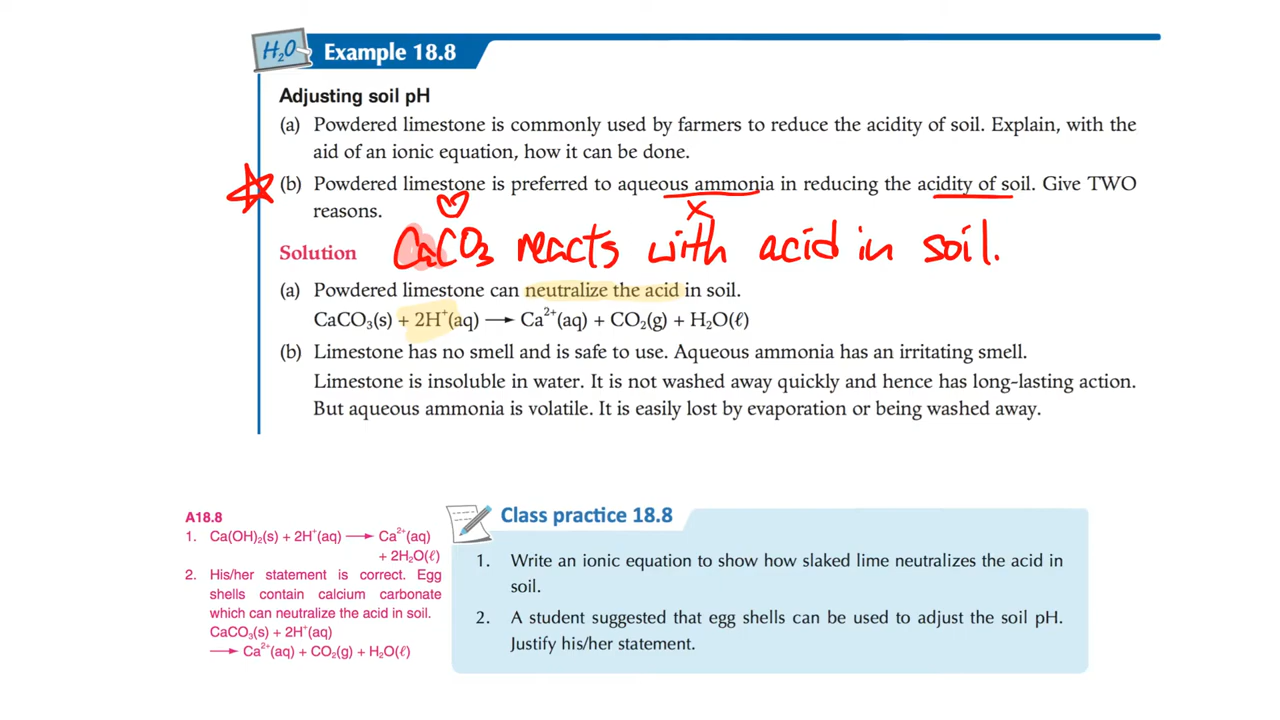 H₂O Example 18.8
Adjusting soil pH
(a) Powdered limestone is commonly used by farmers to reduce the acidity of soil. Explain, with the
aid of an ionic equation, how it can be done.
(b) Powdered limestone is preferred to aqueous ammonia in reducing the acidity of soil. Give TWO
reasons.
Solution CaCO₃ reacts with acid in soil.
(a) Powdered limestone can neutralize the acid in soil.
CaCO₃(s) + 2H⁺(aq) ⟶ Ca²⁺(aq) + CO₂(g) + H₂O(ℓ)
(b) Limestone has no smell and is safe to use. Aqueous ammonia has an irritating smell.
Limestone is insoluble in water. It is not washed away quickly and hence has long-lasting action.
But aqueous ammonia is volatile. It is easily lost by evaporation or being washed away.
A18.8
1. Ca(OH)₂(s) + 2H⁺(aq) ⟶ Ca²⁺(aq)
+ 2H₂O(ℓ)
2. His/her statement is correct. Egg
shells contain calcium carbonate
which can neutralize the acid in soil.
CaCO₃(s) + 2H⁺(aq)
⟶ Ca²⁺(aq) + CO₂(g) + H₂O(ℓ)
Class practice 18.8
1. Write an ionic equation to show how slaked lime neutralizes the acid in
soil.
2. A student suggested that egg shells can be used to adjust the soil pH.
Justify his/her statement.